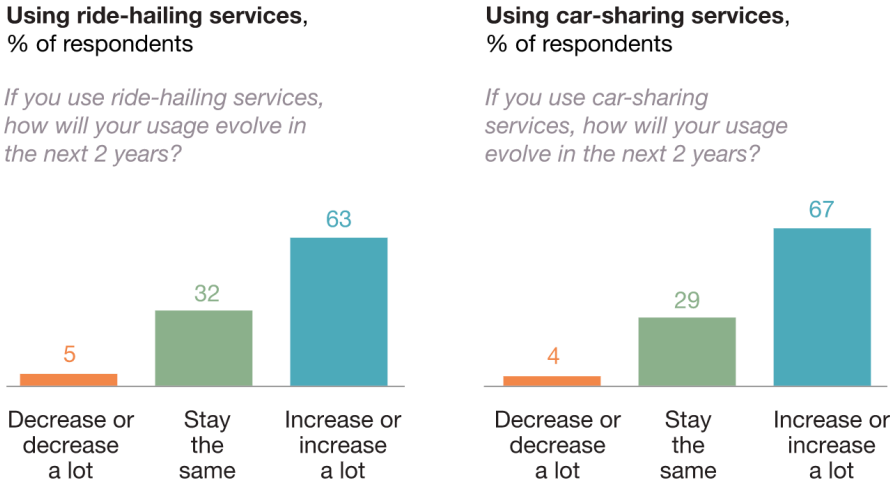 Using ride-hailing services,
% of respondents
If you use ride-hailing services,
how will your usage evolve in
the next 2 years?
63
32
5
Decrease or
decrease
a lot
Stay
the
same
Increase or
increase
a lot
Using car-sharing services,
% of respondents
If you use car-sharing
services, how will your usage
evolve in the next 2 years?
67
29
4
Decrease or
decrease
a lot
Stay
the
same
Increase or
increase
a lot